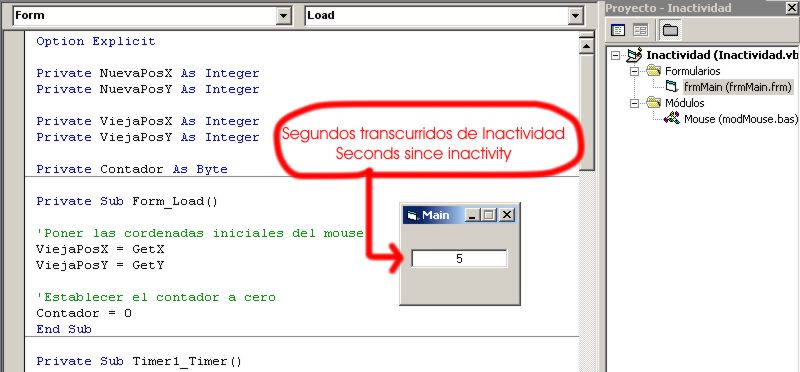 Form
Load
Option Explicit
Private NuevaPosX As Integer
Private NuevaPosY As Integer
Private ViejaPosX As Integer
Private ViejaPosY As Integer
Private Contador As Byte
Private Sub Form_Load()
'Poner las cordenadas iniciales del mouse
ViejaPosX = GetX
ViejaPosY = GetY
'Establecer el contador a cero
Contador = 0
End Sub
Private Sub Timer1_Timer()
Segundos transcurridos de Inactividad
Seconds since inactivity
Main
5
Proyecto - Inactividad
Inactividad (Inactividad.vb
Formularios
frmMain (frmMain.frm)
Módulos
Mouse (modMouse.bas)